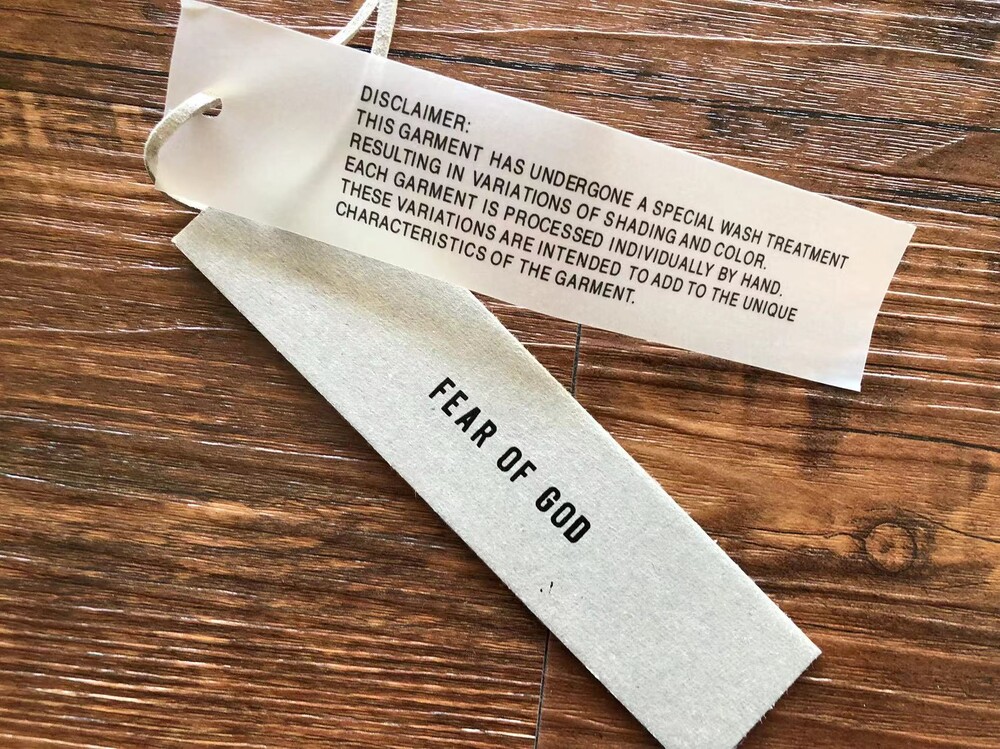 DISCLAIMER:
THIS GARMENT HAS UNDERGONE A SPECIAL WASH TREATMENT
RESULTING IN VARIATIONS OF SHADING AND COLOR.
EACH GARMENT IS PROCESSED INDIVIDUALLY BY HAND.
THESE VARIATIONS ARE INTENDED TO ADD TO THE UNIQUE
CHARACTERISTICS OF THE GARMENT.
FEAR OF GOD